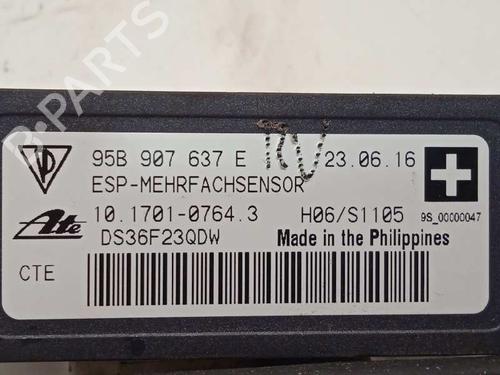 95B 907 637 E 23.06.16
ESP-MEHRFACHSENSOR
Ate 10.1701-0764.3 H06/S1105 9S_00000047
DS36F23QDW Made in the Philippines
CTE